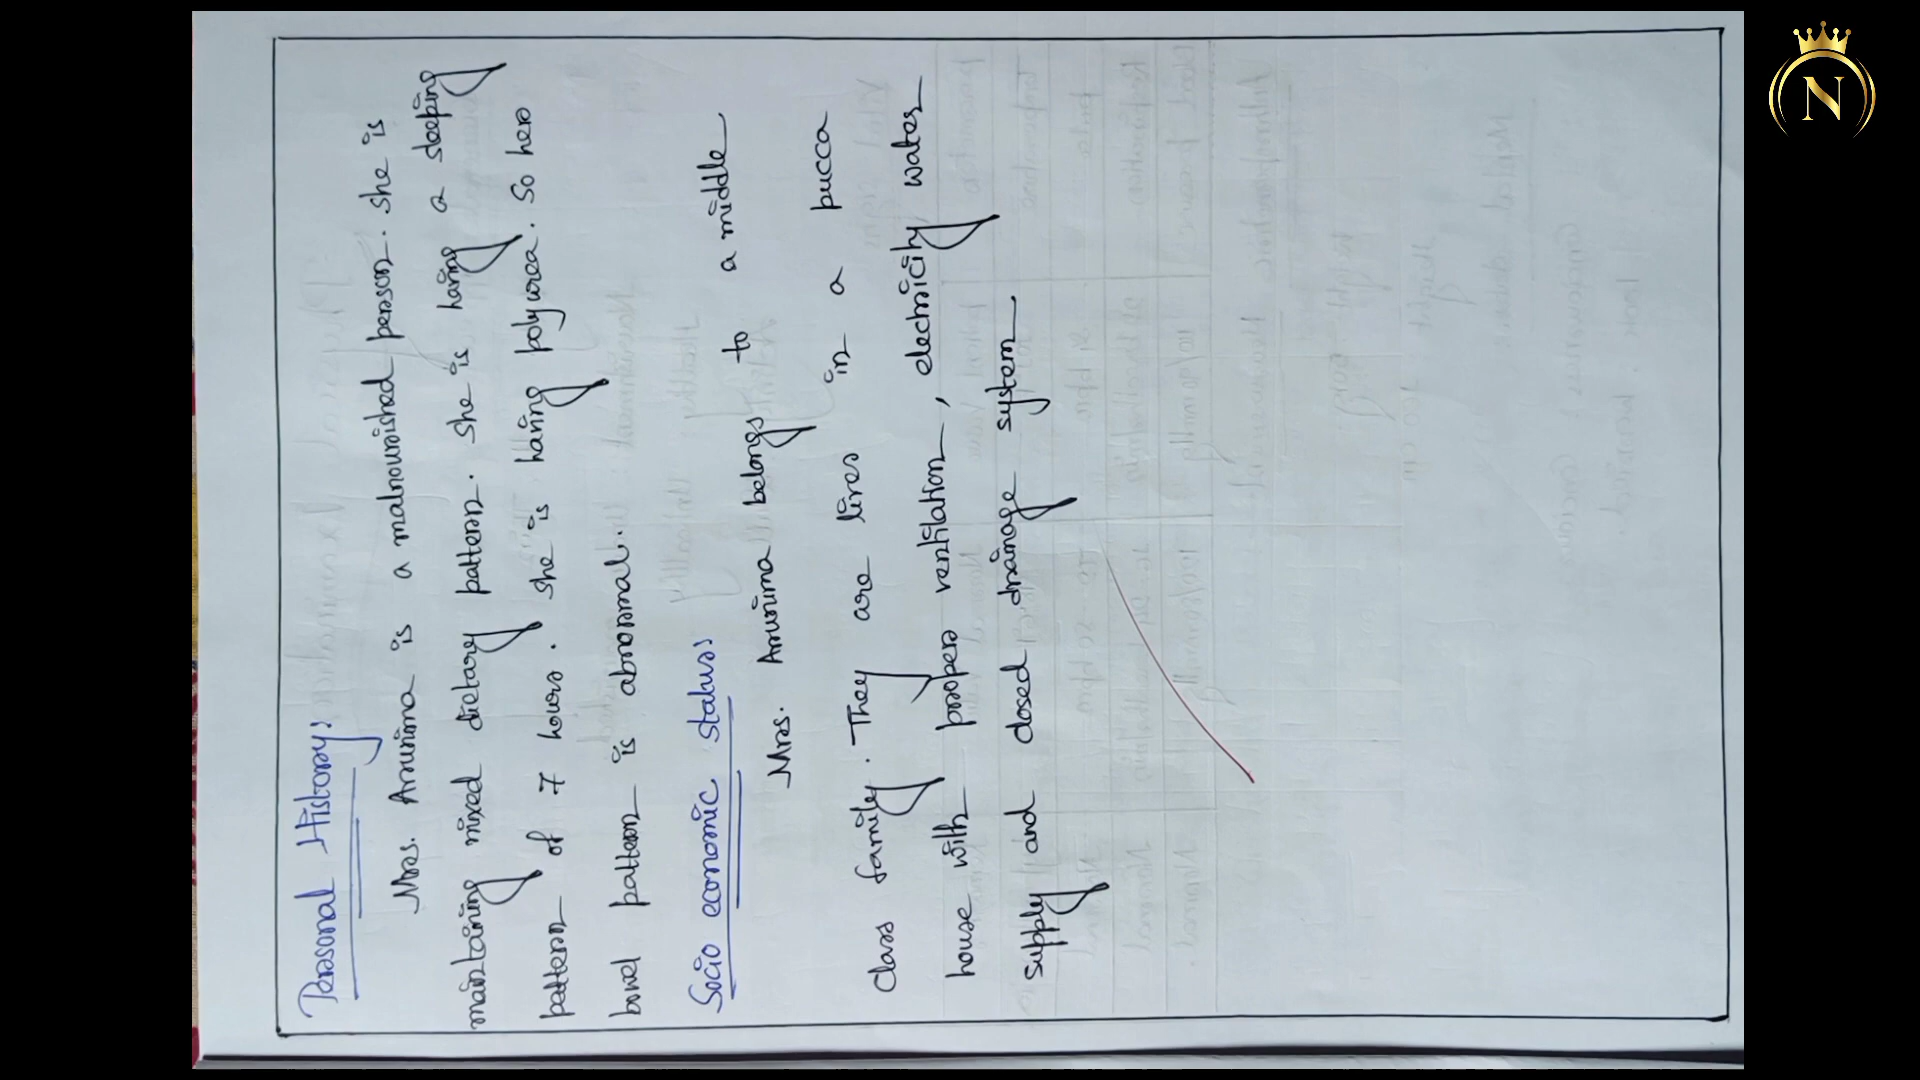 Personal History:
Mrs. Arunima is a malnourished person. she is
maintaining mixed dietary pattern. she is having a sleeping
pattern of 7 hours. she is having polyurea. So her
bowel pattern is abnormal.
Socio economic status:
Mrs. Arunima belongs to a middle
class family. They are lives in a pucca
house with proper ventilation, electricity water
supply and closed drainage system.
N